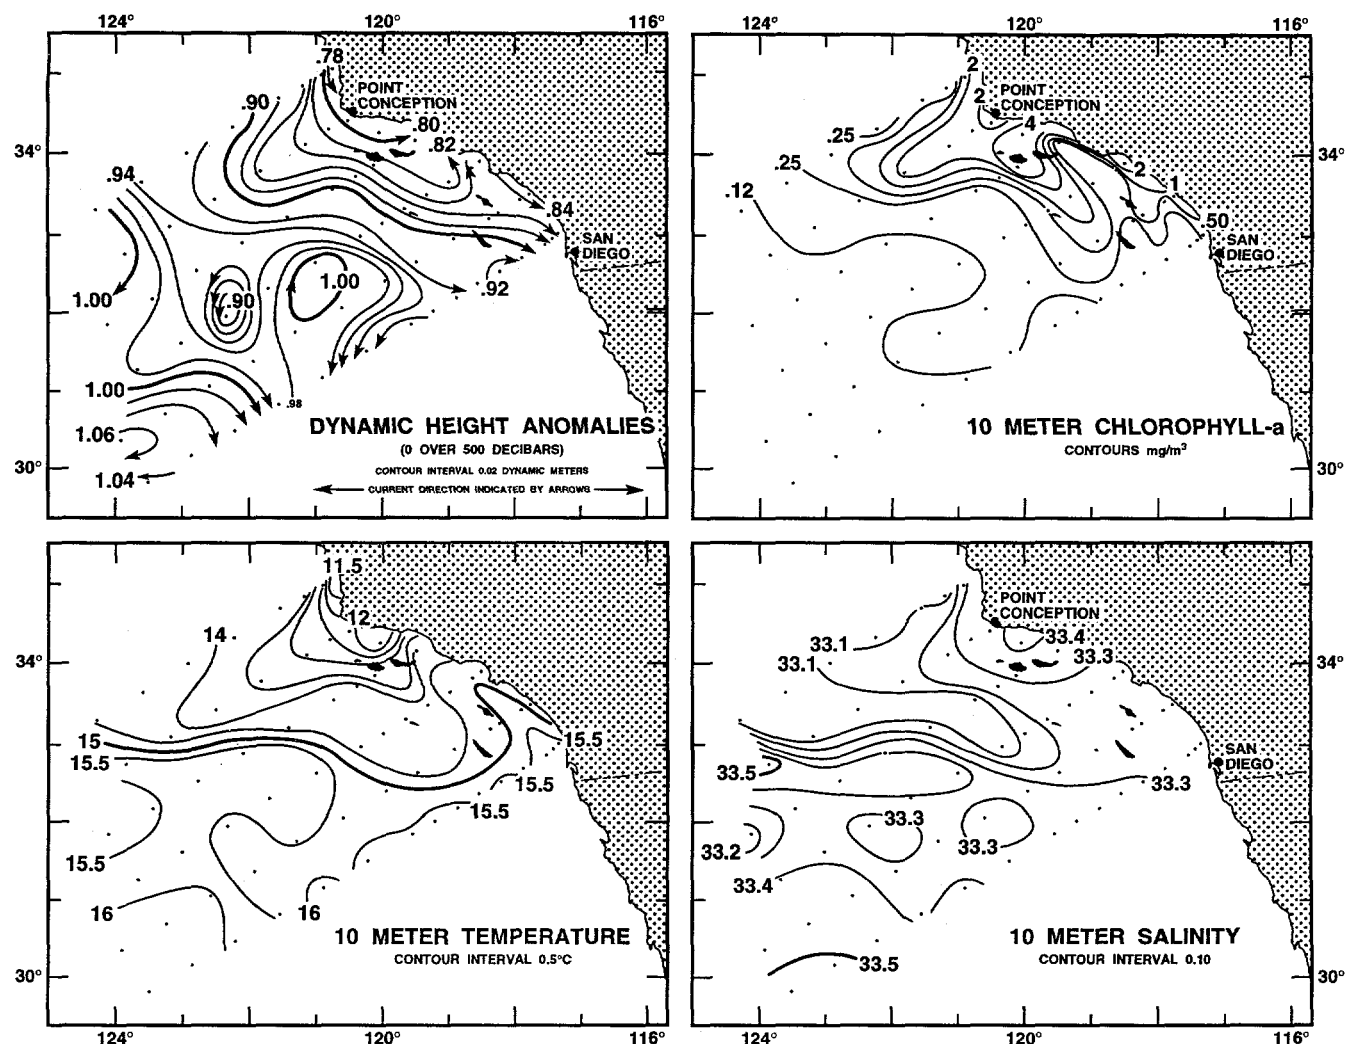 124°
120°
120°
116°
.78
POINT
CONCEPTION
.90
.80
.82
34°
.94
.84
SAN
DIEGO
1.00
.90
1.00
.92
1.00
.98
1.06
1.04
30°
DYNAMIC HEIGHT ANOMALIES
(0 OVER 500 DECIBARS)
CONTOUR INTERVAL 0.02 DYNAMIC METERS
CURRENT DIRECTION INDICATED BY ARROWS
2
2
POINT
CONCEPTION
4
.25
.25
.12
2
1
.50
34°
SAN
DIEGO
10 METER CHLOROPHYLL-a
CONTOURS mg/m³
30°
11.5
12
14
34°
15
15.5
15.5
15.5
15.5
15.5
16
16
30°
10 METER TEMPERATURE
CONTOUR INTERVAL 0.5°C
124°
120°
POINT
CONCEPTION
33.4
33.3
33.1
33.1
34°
SAN
DIEGO
33.5
33.3
33.3
33.2
33.3
33.4
33.5
10 METER SALINITY
CONTOUR INTERVAL 0.10
30°
120°
116°